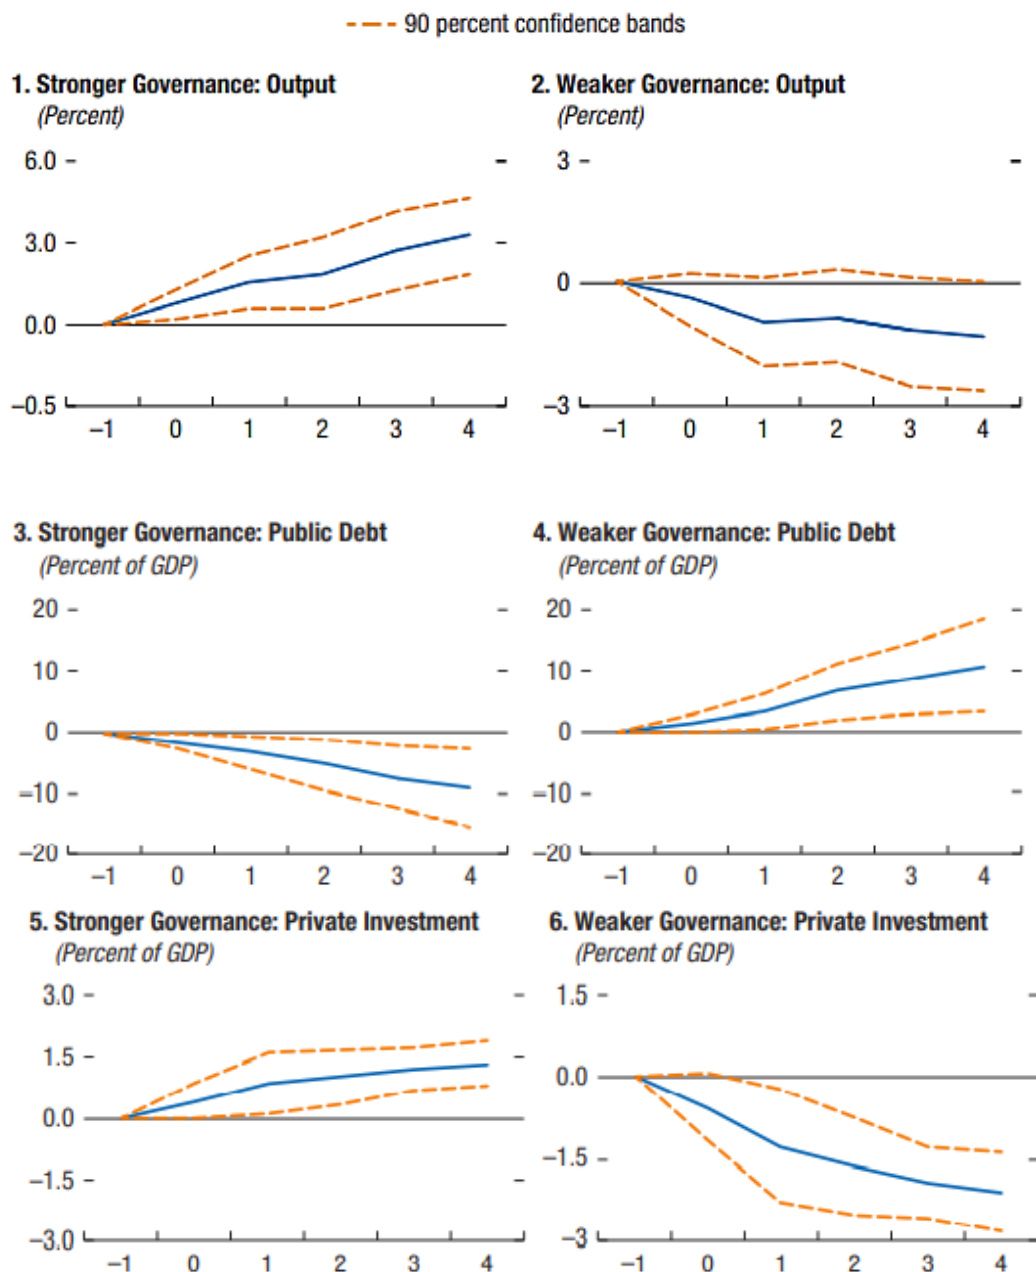 90 percent confidence bands
1. Stronger Governance: Output
(Percent)
6.0
3.0
0.0
–0.5
–1 0 1 2 3 4
2. Weaker Governance: Output
(Percent)
3
0
–3
–1 0 1 2 3 4
3. Stronger Governance: Public Debt
(Percent of GDP)
20
10
0
–10
–20
–1 0 1 2 3 4
4. Weaker Governance: Public Debt
(Percent of GDP)
20
10
0
–10
–20
–1 0 1 2 3 4
5. Stronger Governance: Private Investment
(Percent of GDP)
3.0
1.5
0.0
–1.5
–3.0
–1 0 1 2 3 4
6. Weaker Governance: Private Investment
(Percent of GDP)
1.5
0.0
–1.5
–3
–1 0 1 2 3 4